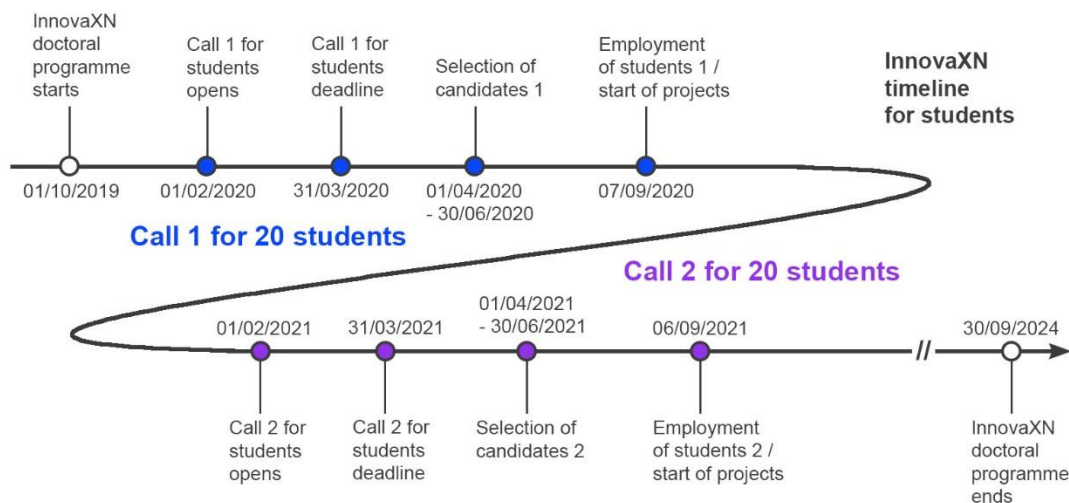 InnovaXN
doctoral
programme
starts
Call 1 for
students
opens
Call 1 for
students
deadline
Selection of
candidates 1
Employment
of students 1 /
start of projects
InnovaXN
timeline
for students
01/10/2019
01/02/2020
31/03/2020
01/04/2020
- 30/06/2020
07/09/2020
Call 1 for 20 students
Call 2 for 20 students
01/02/2021
31/03/2021
01/04/2021
- 30/06/2021
06/09/2021
30/09/2024
Call 2 for
students
opens
Call 2 for
students
deadline
Selection of
candidates 2
Employment
of students 2 /
start of projects
InnovaXN
doctoral
programme
ends